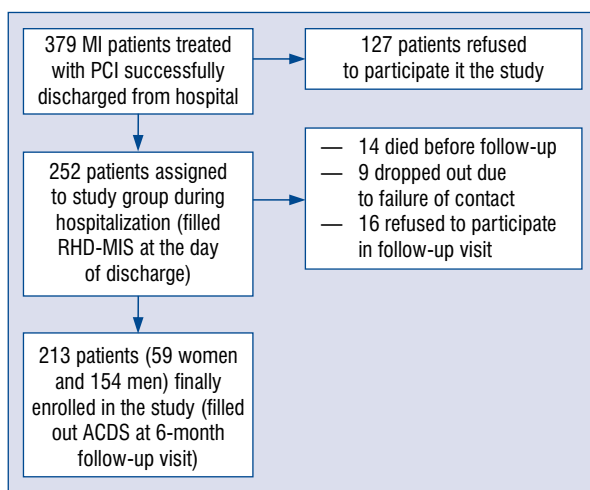 379 MI patients treated
with PCI successfully
discharged from hospital
127 patients refused
to participate it the study
252 patients assigned
to study group during
hospitalization (filled
RHD-MIS at the day
of discharge)
— 14 died before follow-up
— 9 dropped out due
to failure of contact
— 16 refused to participate
in follow-up visit
213 patients (59 women
and 154 men) finally
enrolled in the study (filled
out ACDS at 6-month
follow-up visit)